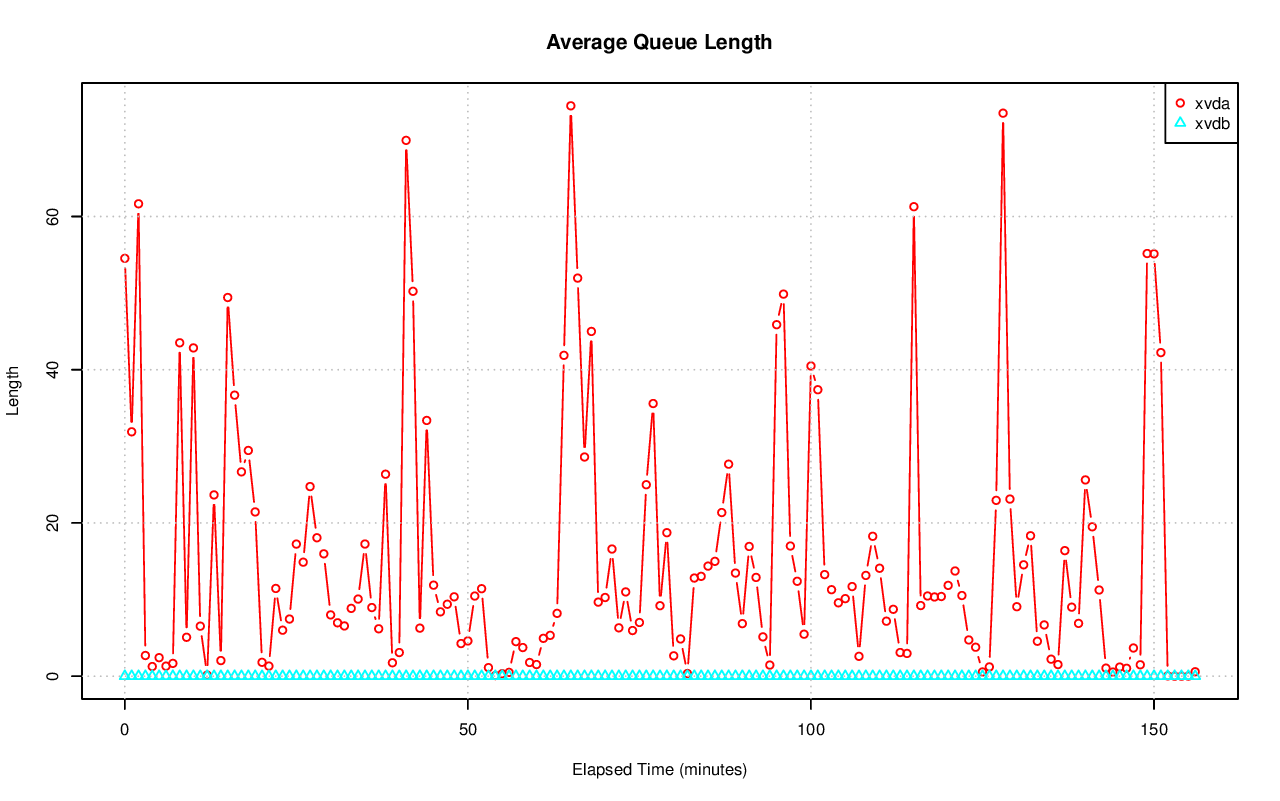 Average Queue Length
xvda
xvdb
Length
60
40
20
0
0 50 100 150
Elapsed Time (minutes)